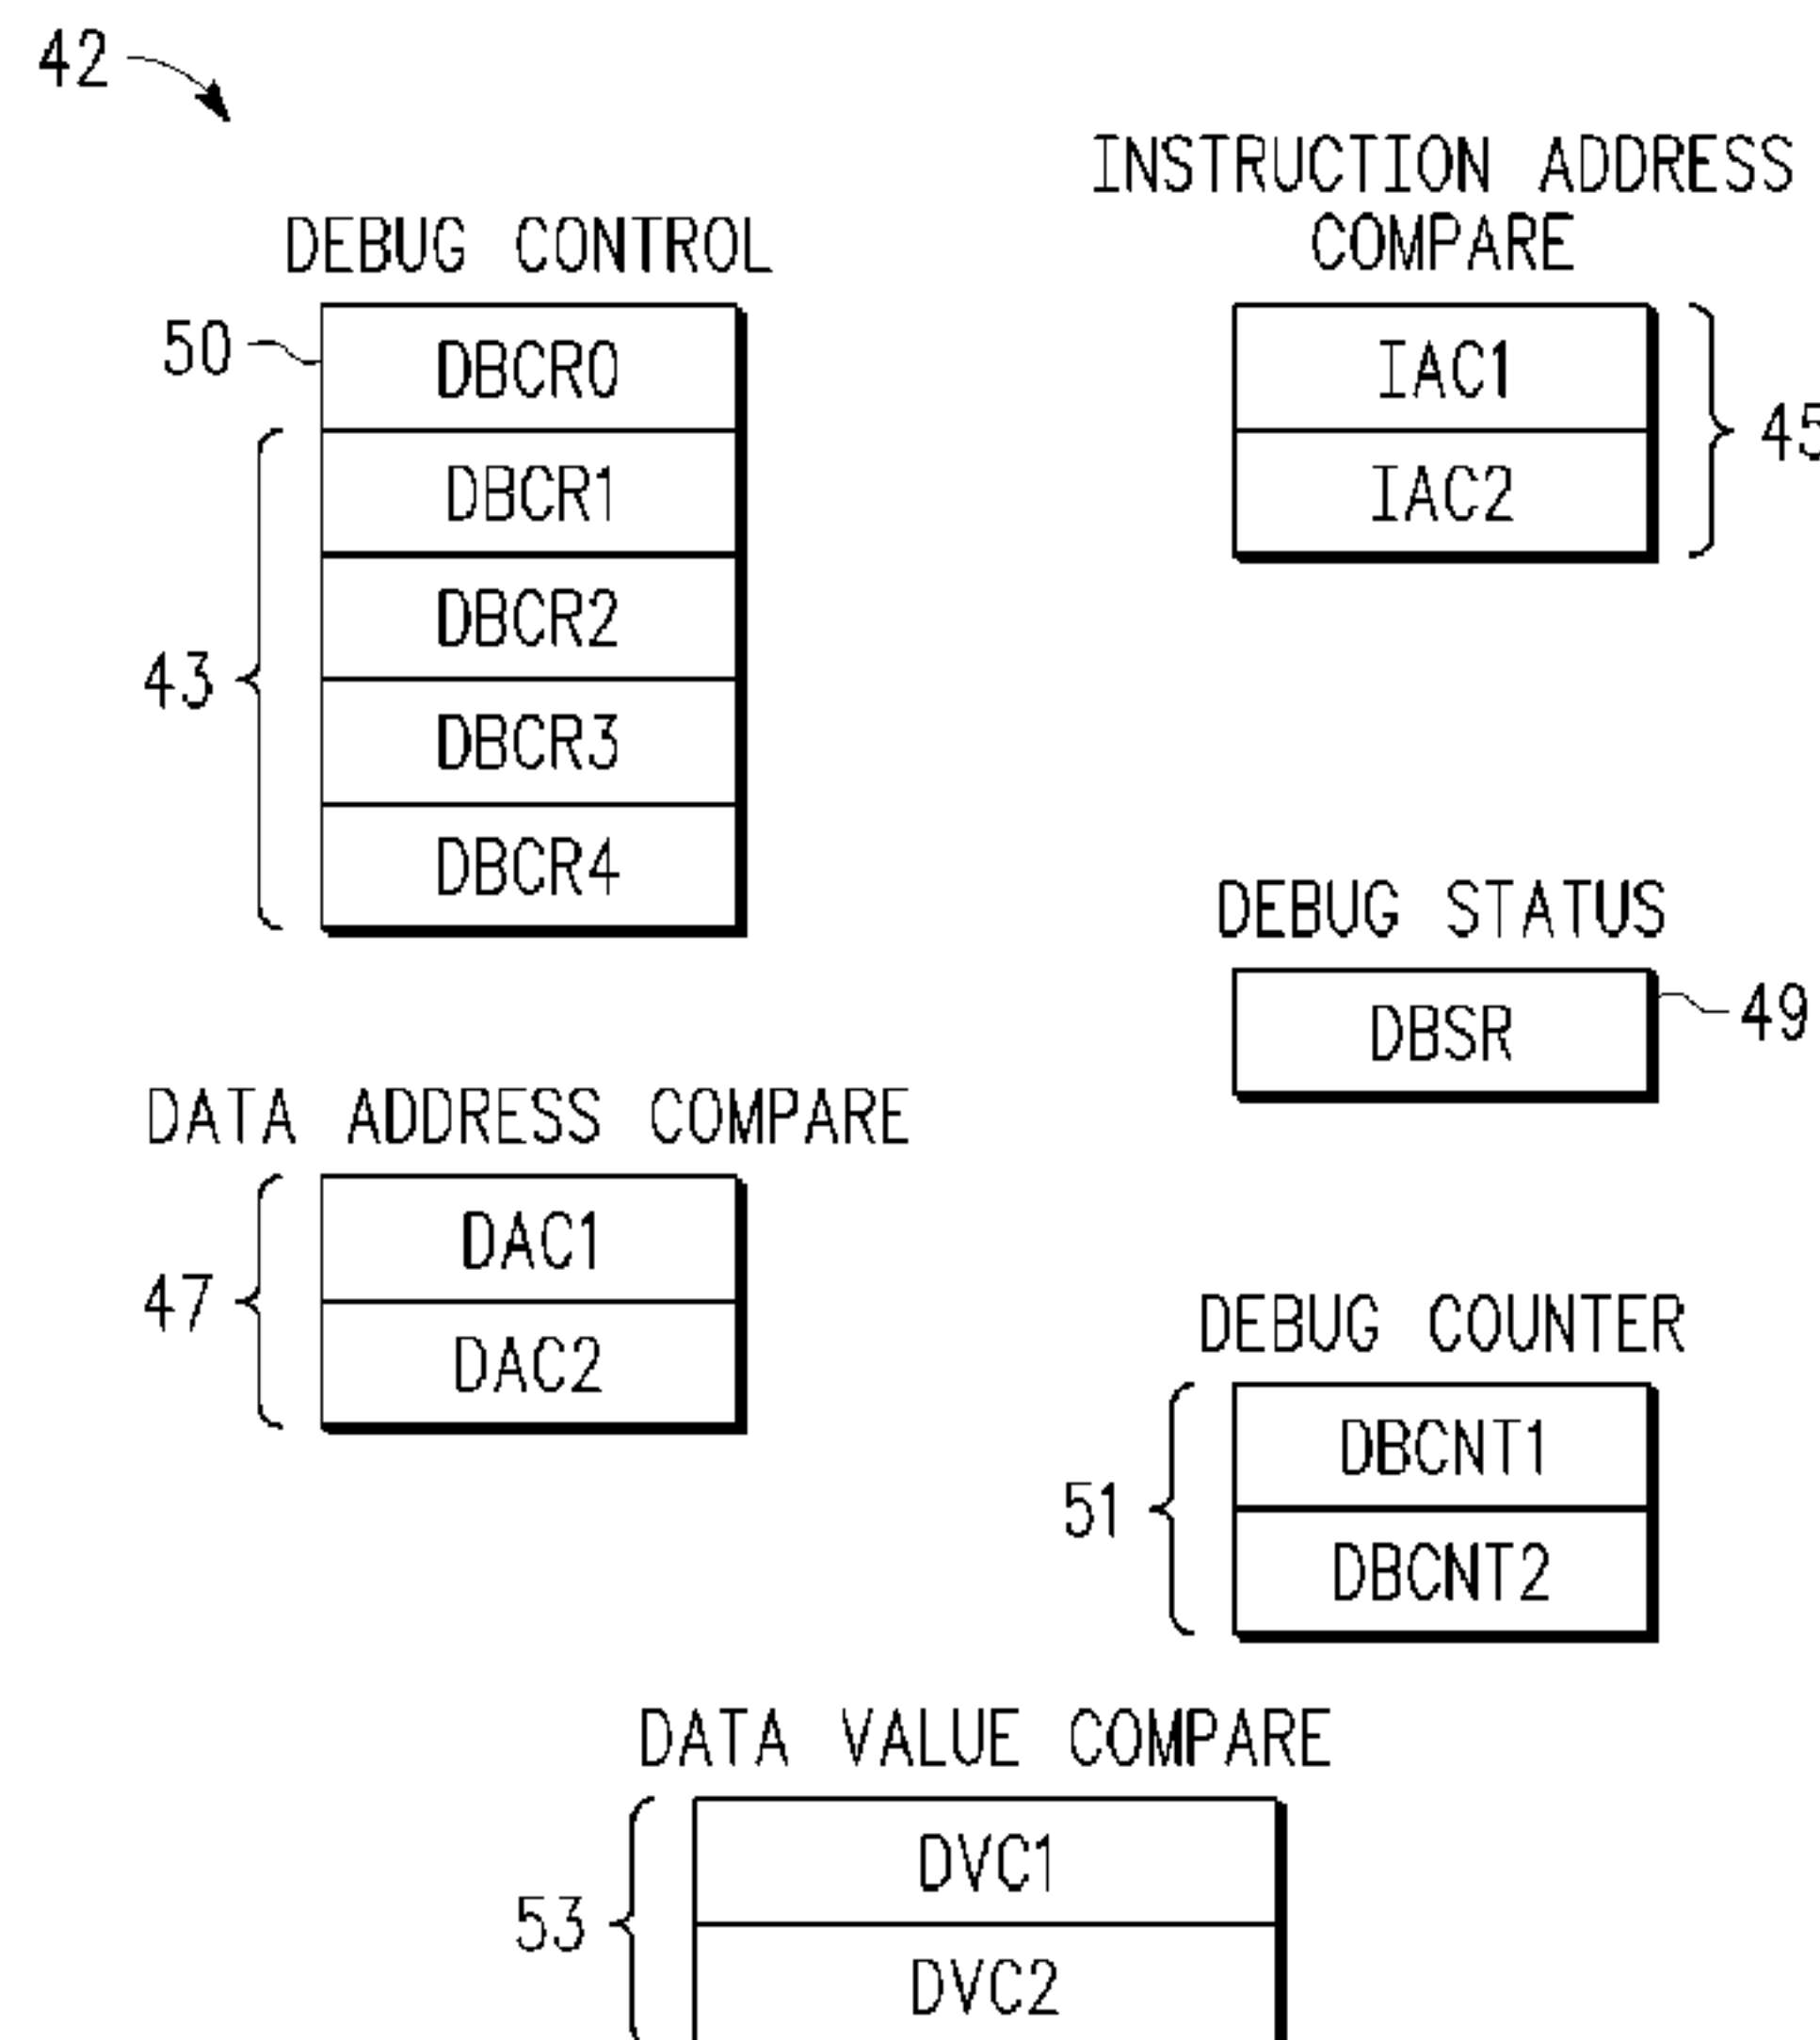 42
DEBUG CONTROL
50
DBCR0
DBCR1
DBCR2
DBCR3
DBCR4
43
INSTRUCTION ADDRESS
COMPARE
IAC1
IAC2
45
DEBUG STATUS
DBSR
49
DATA ADDRESS COMPARE
DAC1
DAC2
47
DEBUG COUNTER
DBCNT1
DBCNT2
51
DATA VALUE COMPARE
DVC1
DVC2
53